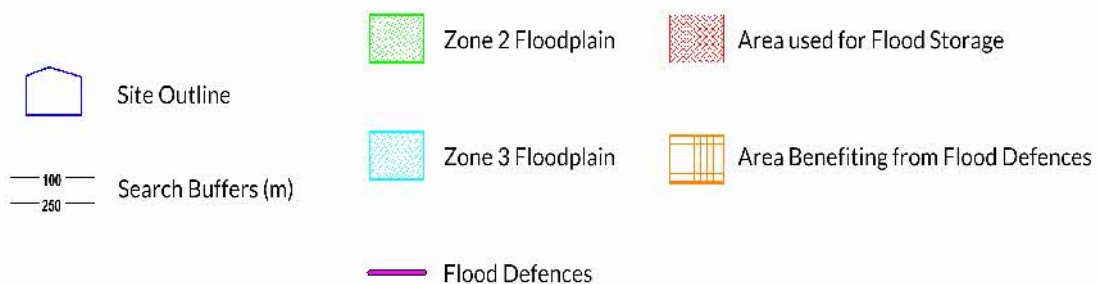 Site Outline
100
250
Search Buffers (m)
Zone 2 Floodplain
Zone 3 Floodplain
Flood Defences
Area used for Flood Storage
Area Benefiting from Flood Defences